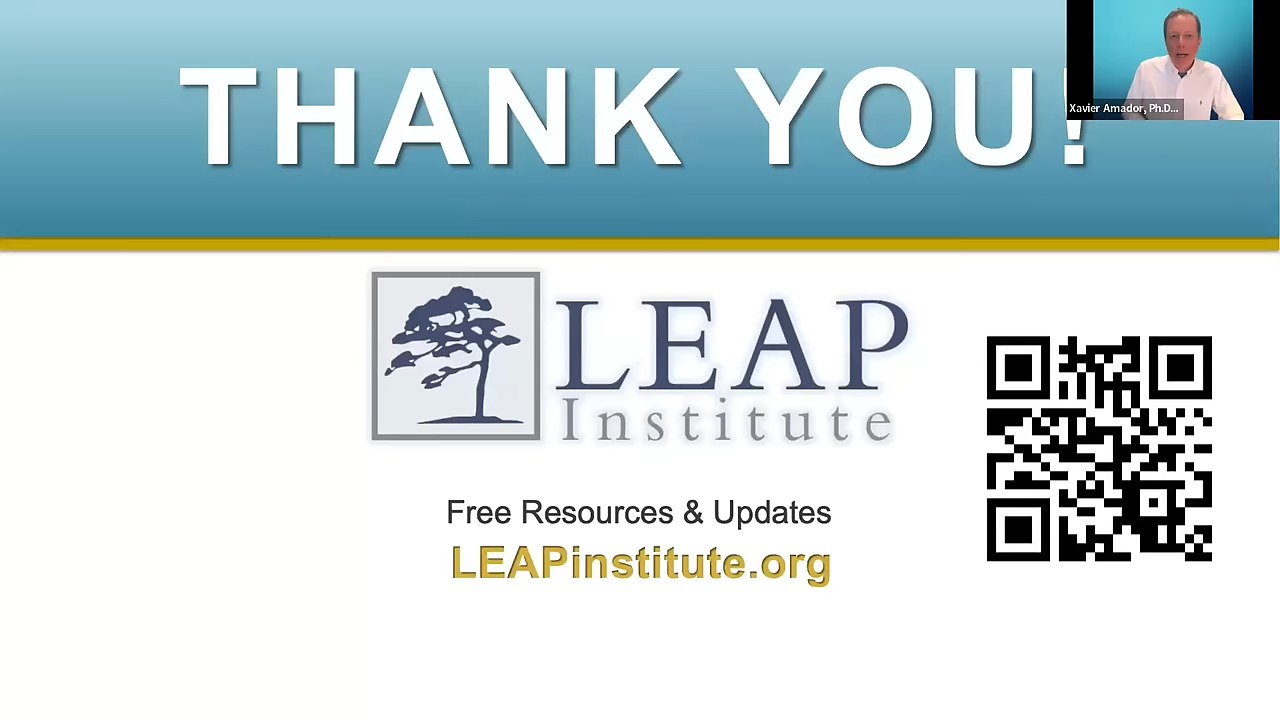 THANK YOU!
Xavier Amador, Ph.D...
LEAP
Institute
Free Resources & Updates
LEAPinstitute.org